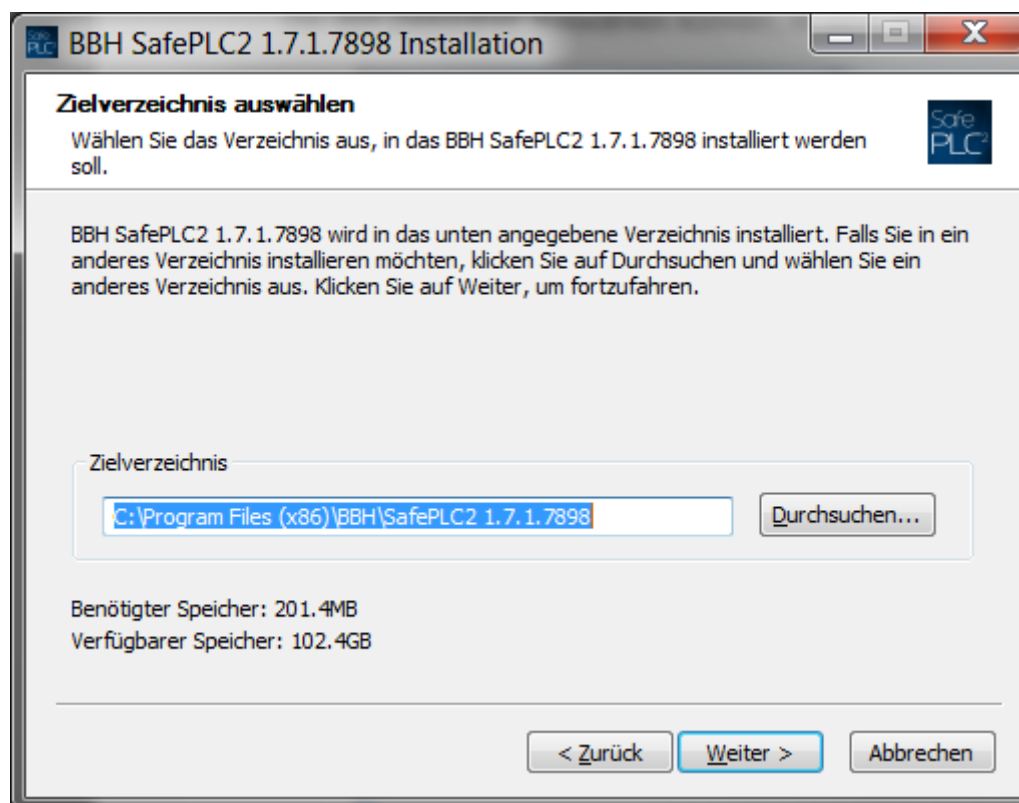 Safe
PLC
BBH SafePLC2 1.7.1.7898 Installation
Zielverzeichnis auswählen
Wählen Sie das Verzeichnis aus, in das BBH SafePLC2 1.7.1.7898 installiert werden
soll.
Safe
PLC²
BBH SafePLC2 1.7.1.7898 wird in das unten angegebene Verzeichnis installiert. Falls Sie in ein
anderes Verzeichnis installieren möchten, klicken Sie auf Durchsuchen und wählen Sie ein
anderes Verzeichnis aus. Klicken Sie auf Weiter, um fortzufahren.
Zielverzeichnis
C:\Program Files (x86)\BBH\SafePLC2 1.7.1.7898
Durchsuchen...
Benötigter Speicher: 201.4MB
Verfügbarer Speicher: 102.4GB
< Zurück
Weiter >
Abbrechen